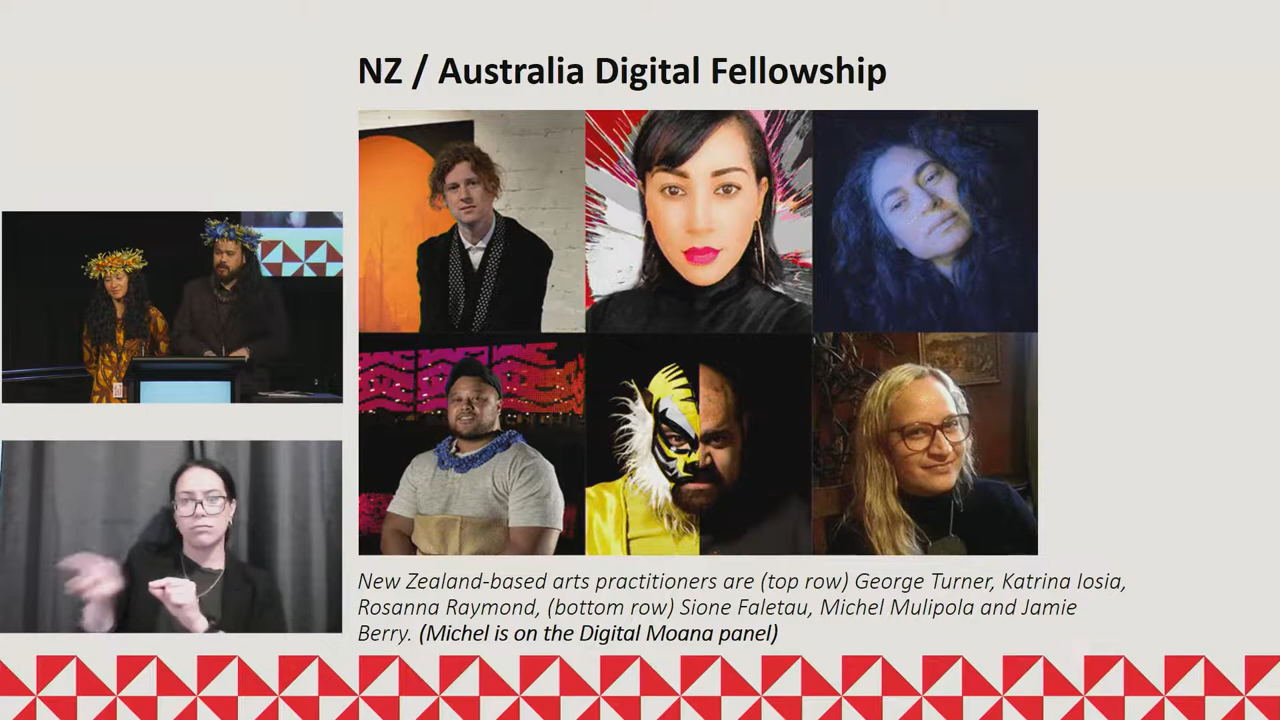 NZ / Australia Digital Fellowship
New Zealand-based arts practitioners are (top row) George Turner, Katrina Iosia,
Rosanna Raymond, (bottom row) Sione Faletau, Michel Mulipola and Jamie
Berry. (Michel is on the Digital Moana panel)